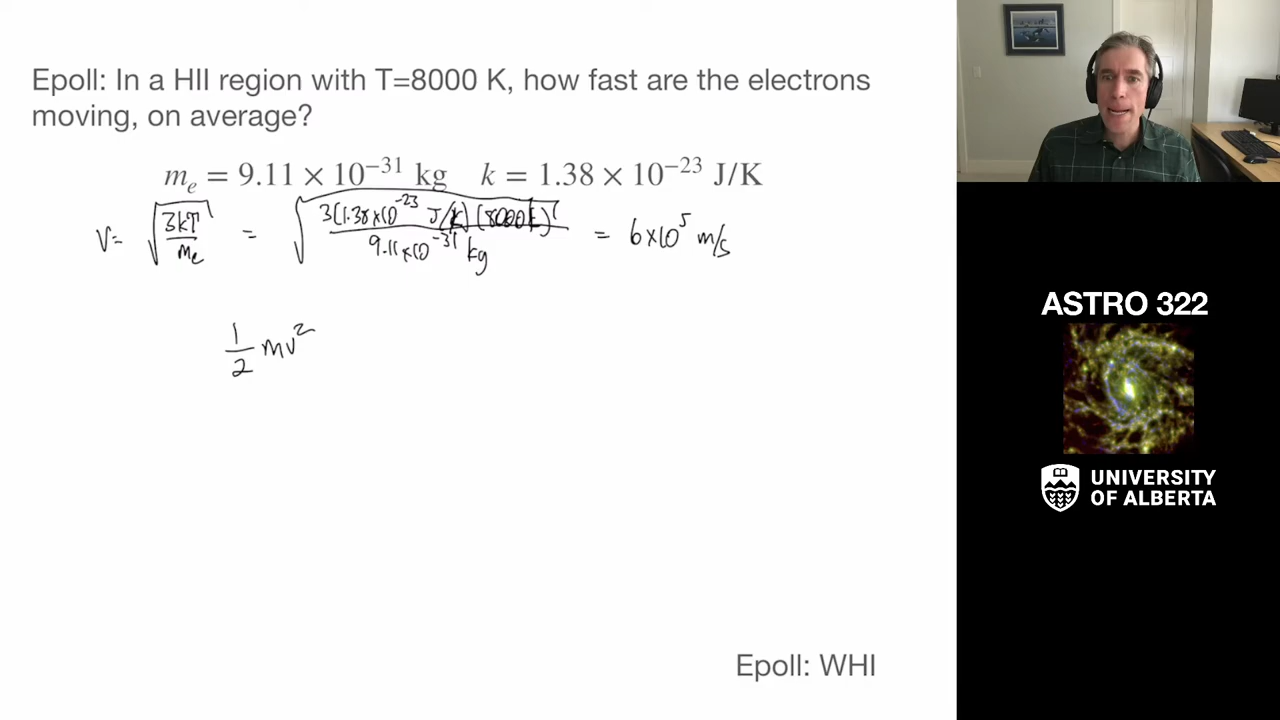 Epoll: In a HII region with T=8000 K, how fast are the electrons
moving, on average?
mₑ = 9.11 × 10⁻³¹ kg k = 1.38 × 10⁻²³ J/K
v = √(3kT/mₑ) = √(3(1.38×10⁻²³ J/K)(8000K)/9.11×10⁻³¹ kg) = 6×10⁵ m/s
1/2 mv²
ASTRO 322
UNIVERSITY
OF ALBERTA
Epoll: WHI